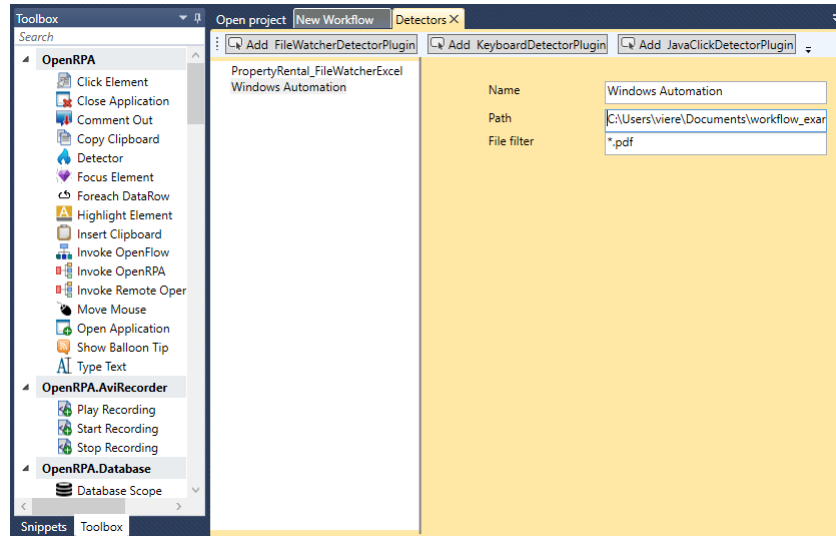 Toolbox
Search
OpenRPA
Click Element
Close Application
Comment Out
Copy Clipboard
Detector
Focus Element
Foreach DataRow
Highlight Element
Insert Clipboard
Invoke OpenFlow
Invoke OpenRPA
Invoke Remote Oper
Move Mouse
Open Application
Show Balloon Tip
Type Text
OpenRPA.AviRecorder
Play Recording
Start Recording
Stop Recording
OpenRPA.Database
Database Scope
Snippets Toolbox
Open project New Workflow Detectors
Add FileWatcherDetectorPlugin Add KeyboardDetectorPlugin Add JavaClickDetectorPlugin
PropertyRental_FileWatcherExcel
Windows Automation
Name Windows Automation
Path C:\Users\viere\Documents\workflow_exar
File filter *.pdf